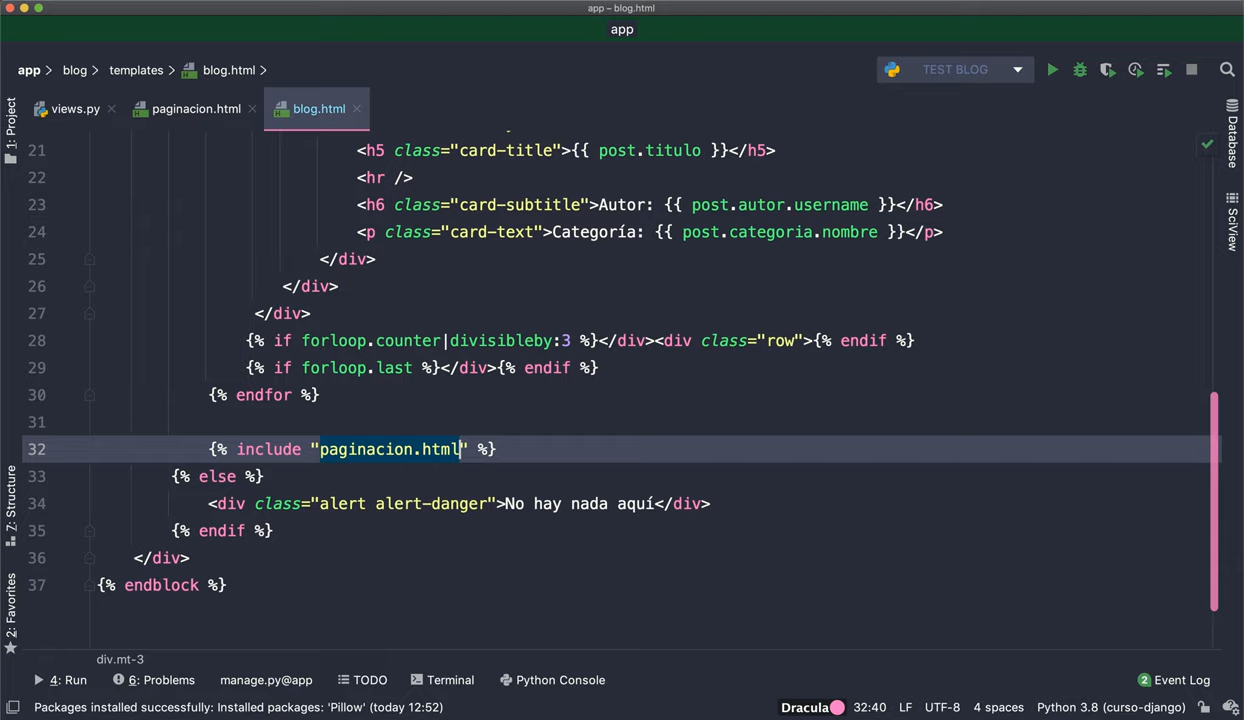 app – blog.html
app
app blog templates blog.html
TEST BLOG
views.py paginacion.html blog.html
1: Project
Database
SciView
21 <h5 class="card-title">{{ post.titulo }}</h5>
22 <hr />
23 <h6 class="card-subtitle">Autor: {{ post.autor.username }}</h6>
24 <p class="card-text">Categoría: {{ post.categoria.nombre }}</p>
25 </div>
26 </div>
27 </div>
28 {% if forloop.counter|divisibleby:3 %}</div><div class="row">{% endif %}
29 {% if forloop.last %}</div>{% endif %}
30 {% endfor %}
31
32 {% include "paginacion.html" %}
33 {% else %}
34 <div class="alert alert-danger">No hay nada aquí</div>
35 {% endif %}
36 </div>
37 {% endblock %}
Z: Structure
2: Favorites
div.mt-3
4: Run 6: Problems manage.py@app TODO Terminal Python Console 2 Event Log
Packages installed successfully: Installed packages: 'Pillow' (today 12:52) Dracula 32:40 LF UTF-8 4 spaces Python 3.8 (curso-django)